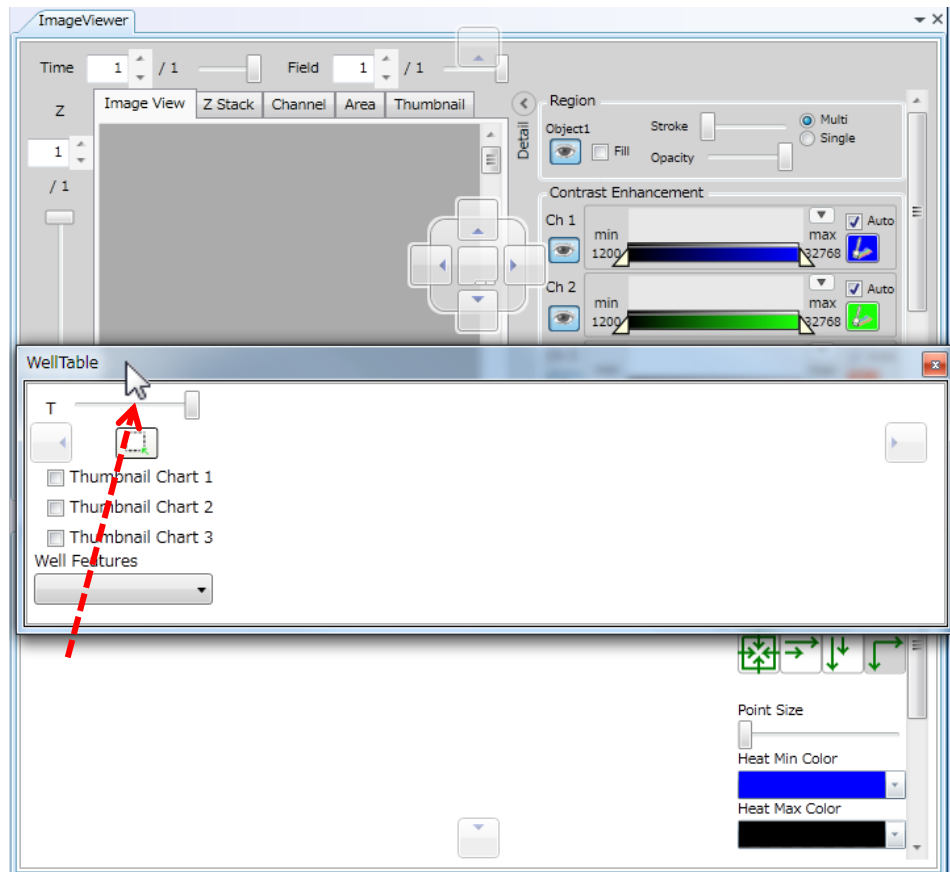 ImageViewer
Time 1 / 1 Field 1 / 1
Z
1
/ 1
Image View Z Stack Channel Area Thumbnail
Detail
Region
Object1
Fill
Stroke
Opacity
Multi
Single
Contrast Enhancement
Ch 1
min
1200
max
32768
Auto
Ch 2
min
1200
max
32768
Auto
WellTable
T
Thumbnail Chart 1
Thumbnail Chart 2
Thumbnail Chart 3
Well Features
Point Size
Heat Min Color
Heat Max Color